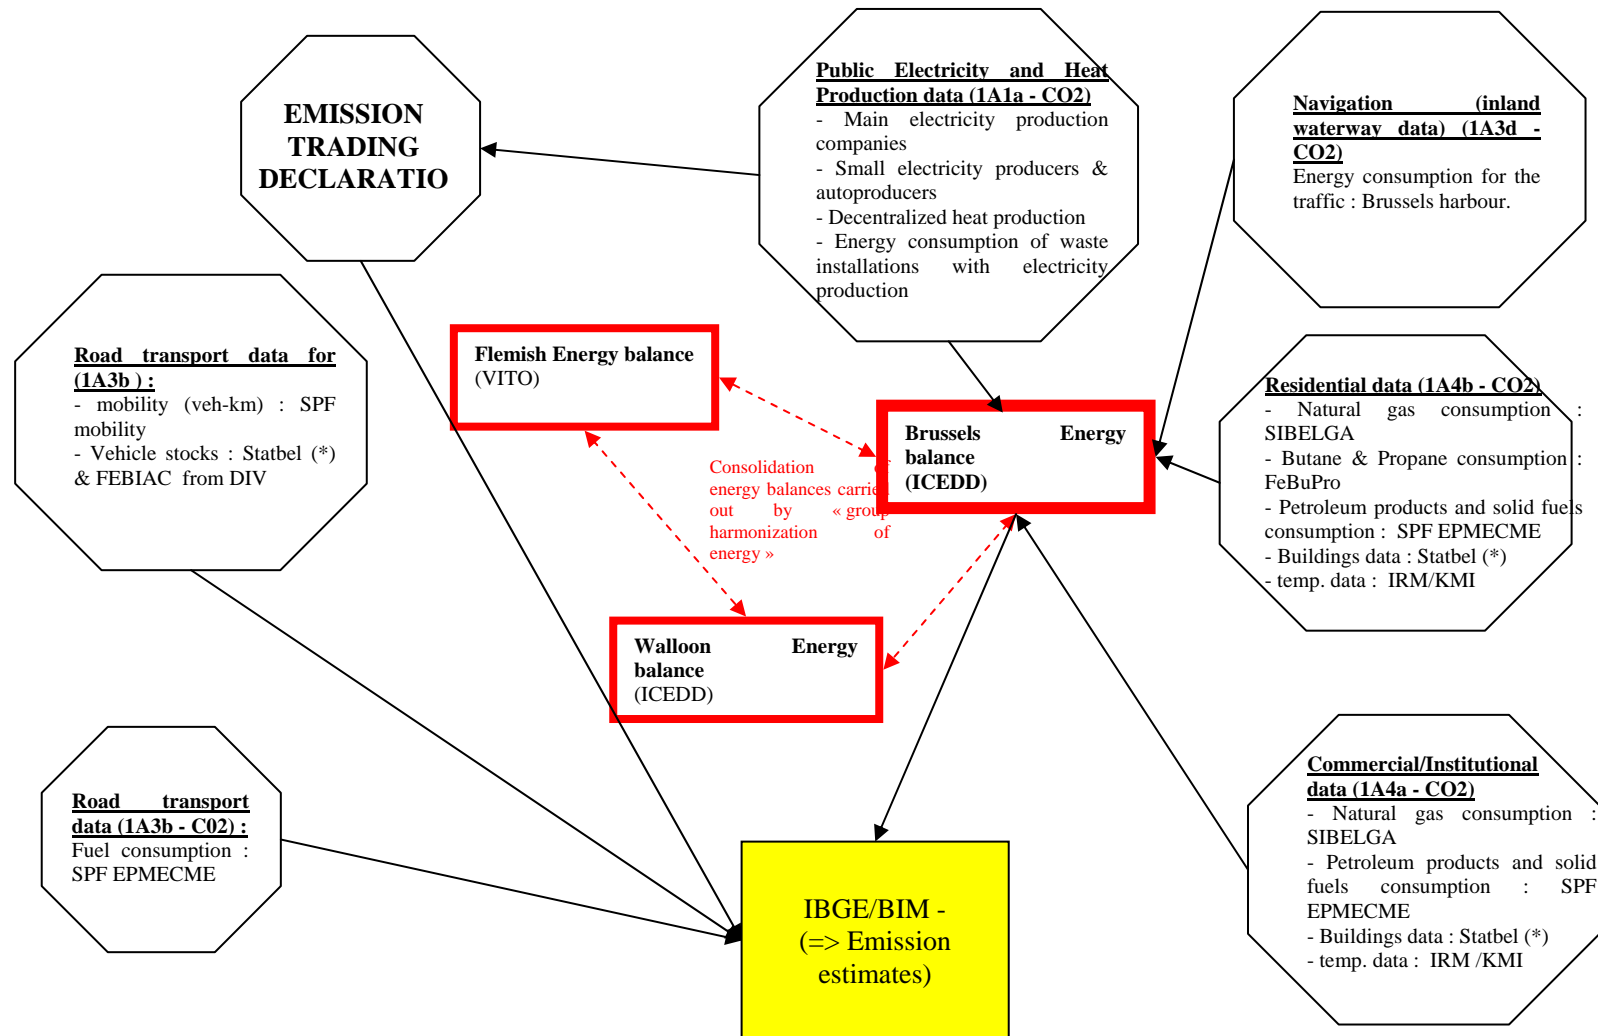 EMISSION
TRADING
DECLARATIO
Public Electricity and Heat
Production data (1A1a - CO2)
- Main electricity production
companies
- Small electricity producers &
autoproducers
- Decentralized heat production
- Energy consumption of waste
installations with electricity
production
Navigation (inland
waterway data) (1A3d -
CO2)
Energy consumption for the
traffic : Brussels harbour.
Road transport data for
(1A3b ) :
- mobility (veh-km) : SPF
mobility
- Vehicle stocks : Statbel (*)
& FEBIAC from DIV
Flemish Energy balance
(VITO)
Brussels Energy
balance
(ICEDD)
Consolidation of
energy balances carried
out by « group
harmonization of
energy »
Residential data (1A4b - CO2)
- Natural gas consumption :
SIBELGA
- Butane & Propane consumption :
FeBuPro
- Petroleum products and solid fuels
consumption : SPF EPMECME
- Buildings data : Statbel (*)
- temp. data : IRM/KMI
Walloon Energy
balance
(ICEDD)
Road transport
data (1A3b - C02) :
Fuel consumption :
SPF EPMECME
IBGE/BIM -
(=> Emission
estimates)
Commercial/Institutional
data (1A4a - CO2)
- Natural gas consumption :
SIBELGA
- Petroleum products and solid
fuels consumption : SPF
EPMECME
- Buildings data : Statbel (*)
- temp. data : IRM /KMI